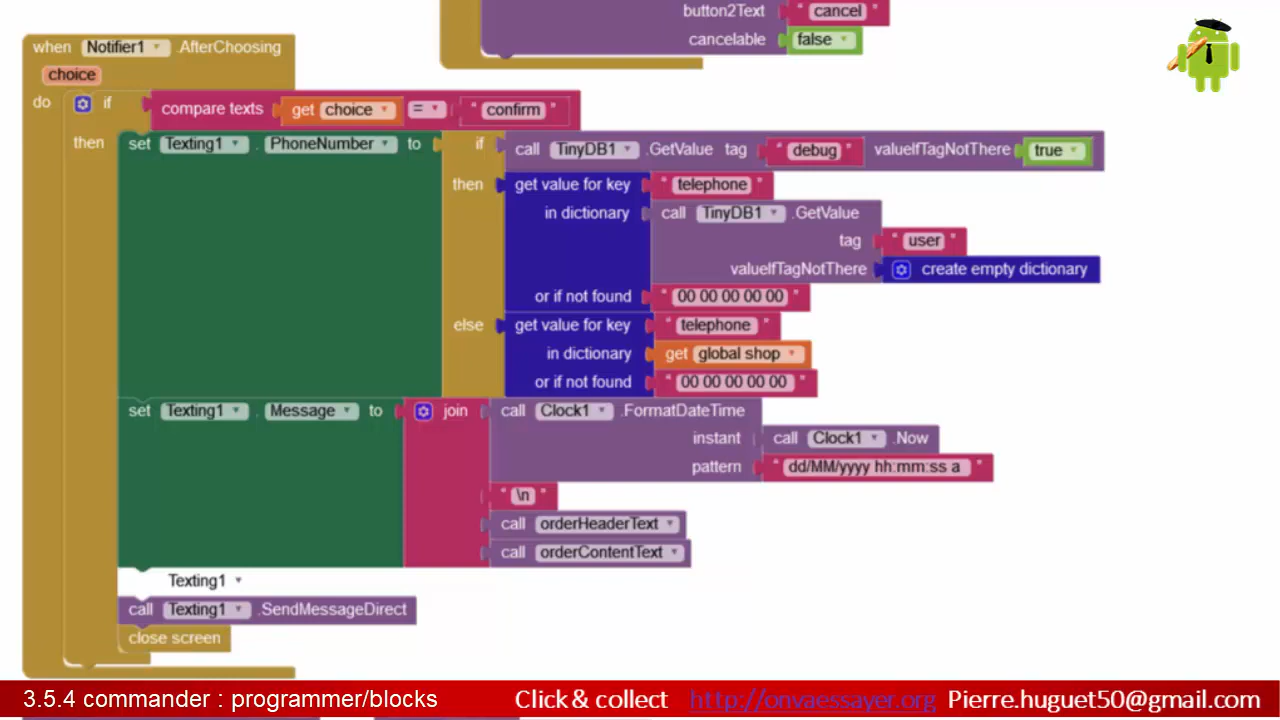 button2Text " cancel "
cancelable false
when Notifier1 .AfterChoosing
choice
do if compare texts get choice = " confirm "
then set Texting1 . PhoneNumber to if call TinyDB1 .GetValue tag " debug " valueIfTagNotThere true
then get value for key " telephone "
in dictionary call TinyDB1 .GetValue
tag " user "
valueIfTagNotThere create empty dictionary
or if not found " 00 00 00 00 00 "
else get value for key " telephone "
in dictionary get global shop
or if not found " 00 00 00 00 00 "
set Texting1 . Message to join call Clock1 .FormatDateTime
instant call Clock1 .Now
pattern " dd/MM/yyyy hh:mm:ss a "
" \n "
call orderHeaderText
call orderContentText
Texting1
call Texting1 .SendMessageDirect
close screen
3.5.4 commander : programmer/blocks Click & collect http://onvaessayer.org Pierre.huguet50@gmail.com